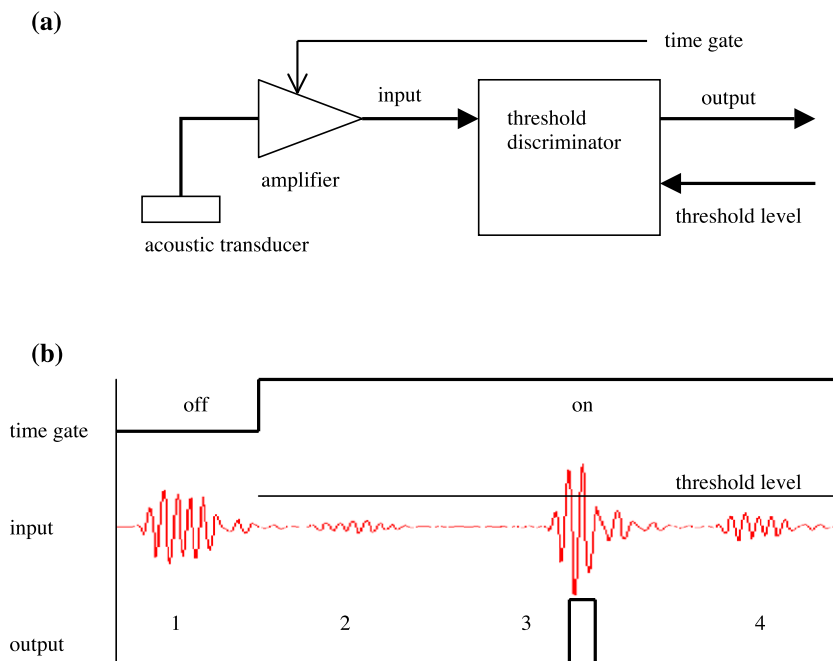 (a)
time gate
input
output
threshold
discriminator
amplifier
threshold level
acoustic transducer
(b)
off
on
time gate
threshold level
input
1
2
3
4
output